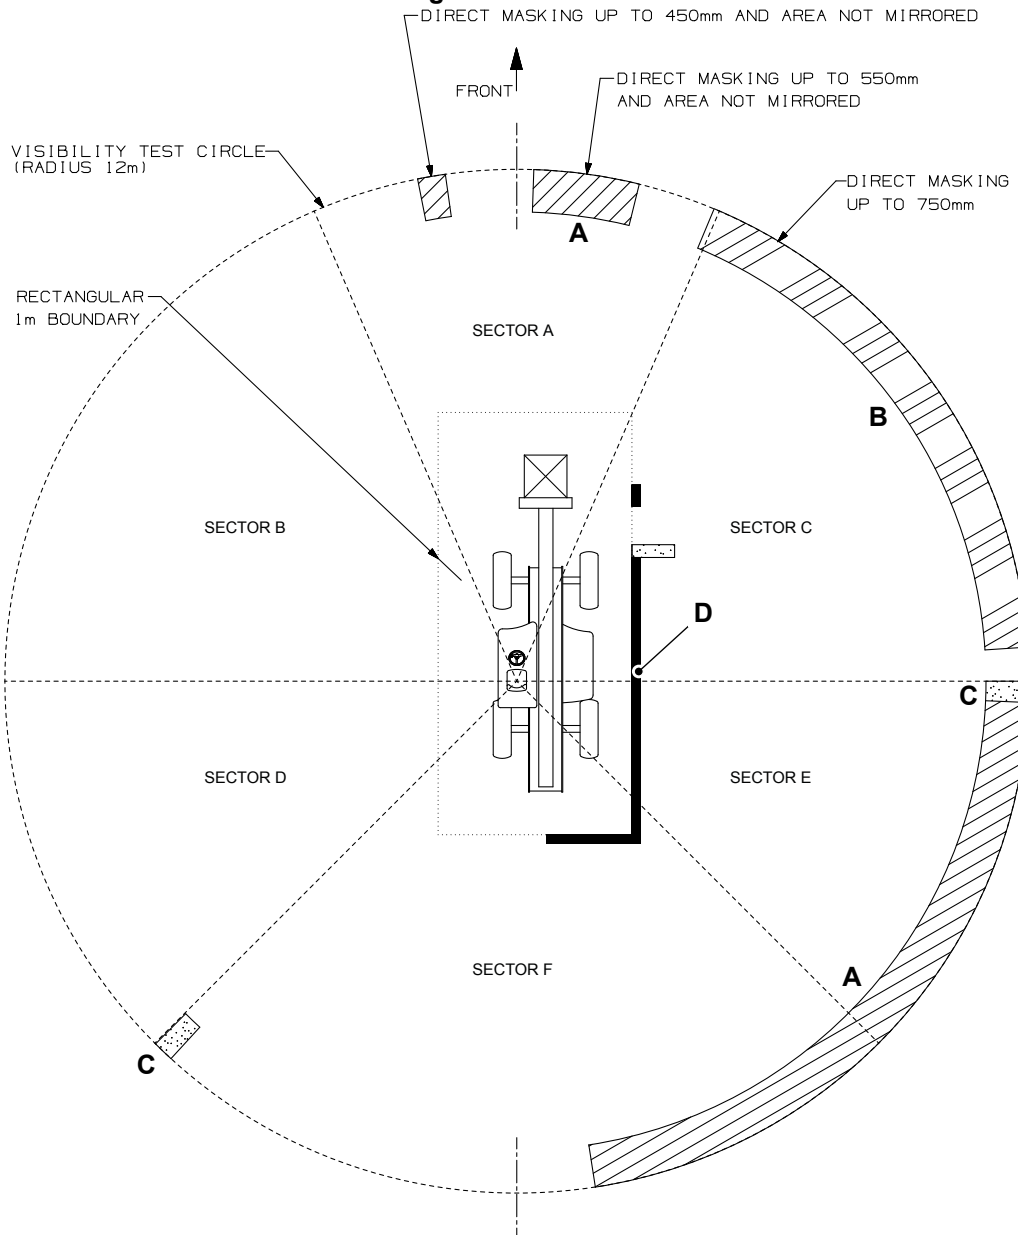 DIRECT MASKING UP TO 450mm AND AREA NOT MIRRORED
FRONT
DIRECT MASKING UP TO 550mm
AND AREA NOT MIRRORED
VISIBILITY TEST CIRCLE
(RADIUS 12m)
DIRECT MASKING
UP TO 750mm
A
RECTANGULAR
1m BOUNDARY
SECTOR A
B
SECTOR B
SECTOR C
D
C
SECTOR D
SECTOR E
SECTOR F
A
C